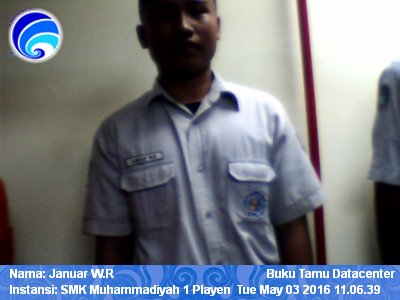 Nama: Januar W.R Buku Tamu Datacenter
Instansi: SMK Muhammadiyah 1 Playen Tue May 03 2016 11.06.39